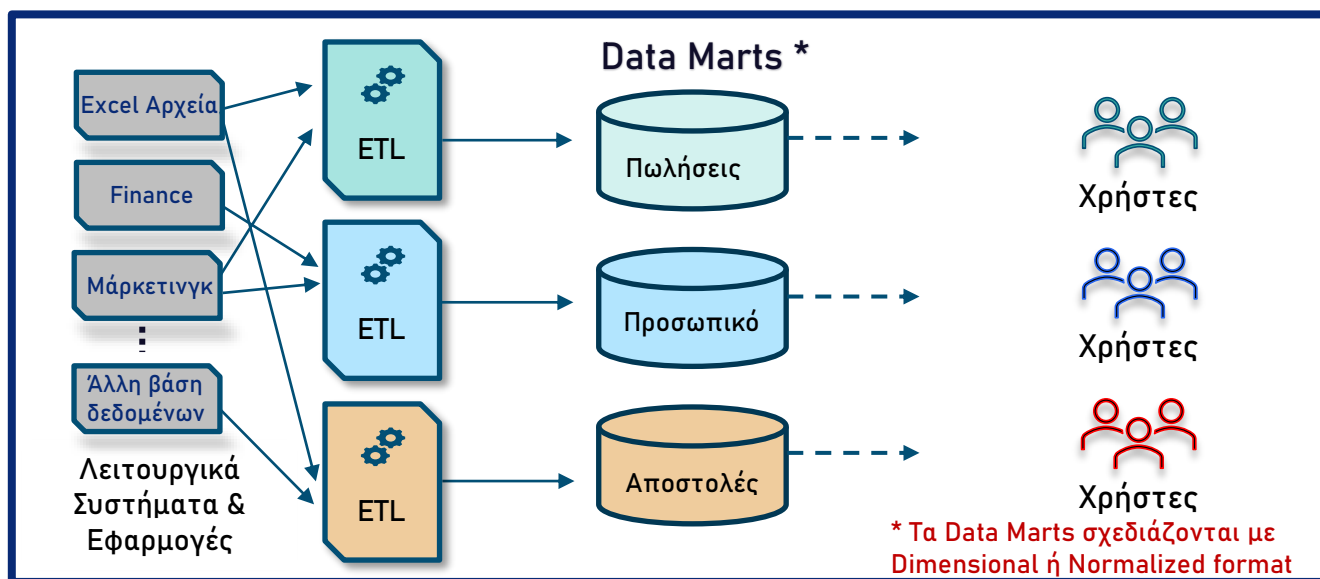 Data Marts *
Excel Αρχεία
Finance
Μάρκετινγκ
Άλλη βάση
δεδομένων
Λειτουργικά
Συστήματα &
Εφαρμογές
ETL
ETL
ETL
Πωλήσεις
Προσωπικό
Αποστολές
Χρήστες
Χρήστες
Χρήστες
* Τα Data Marts σχεδιάζονται με
Dimensional ή Normalized format